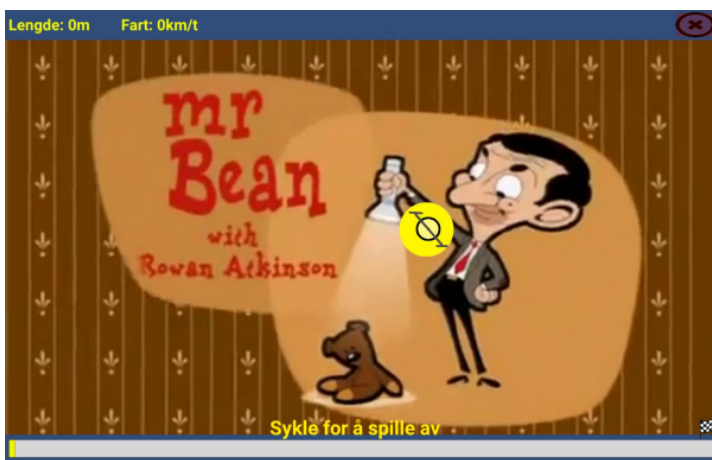 Lengde: 0m Fart: 0km/t
mr
Bean
with
Rowan Atkinson
Sykle for å spille av